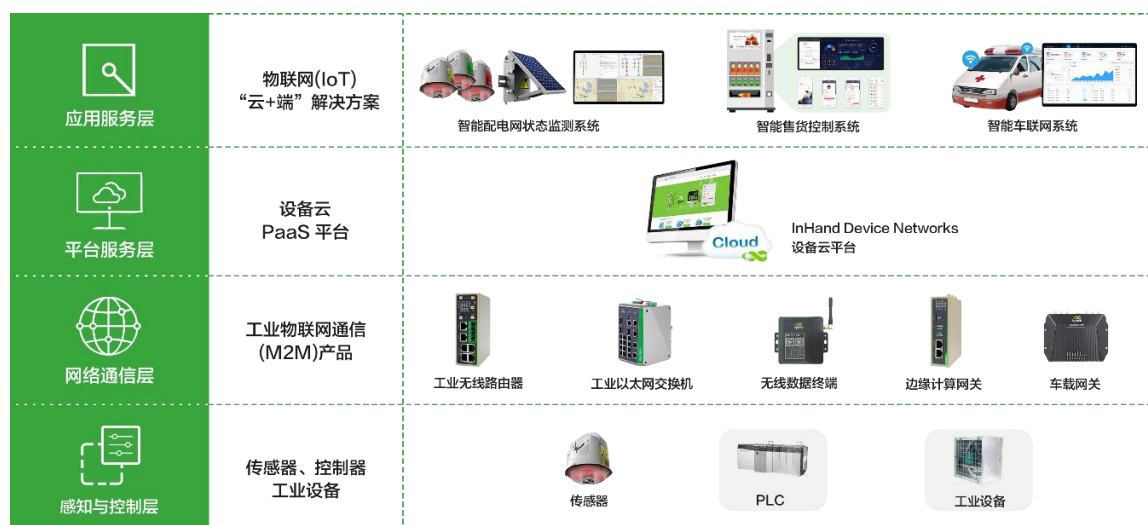 应用服务层
物联网(IoT)
“云+端”解决方案
智能配电网状态监测系统
智能售货控制系统
智能车联网系统
平台服务层
设备云
PaaS 平台
Cloud
InHand Device Networks
设备云平台
网络通信层
工业物联网通信
(M2M)产品
工业无线路由器
工业以太网交换机
无线数据终端
边缘计算网关
车载网关
感知与控制层
传感器、控制器
工业设备
传感器
PLC
工业设备